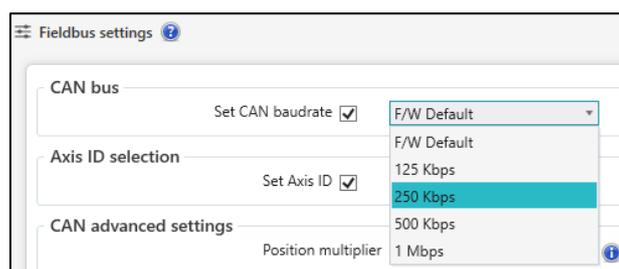 Fieldbus settings
CAN bus
Set CAN baudrate F/W Default
F/W Default
Axis ID selection
125 Kbps
Set Axis ID
250 Kbps
CAN advanced settings
500 Kbps
Position multiplier 1 Mbps